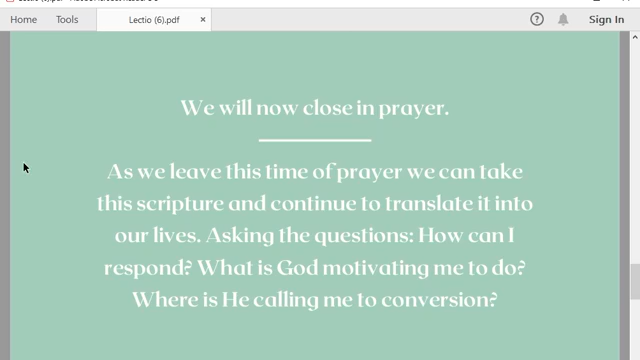 Home Tools Lectio (6).pdf × Sign In
We will now close in prayer.
As we leave this time of prayer we can take
this scripture and continue to translate it into
our lives. Asking the questions: How can I
respond? What is God motivating me to do?
Where is He calling me to conversion?